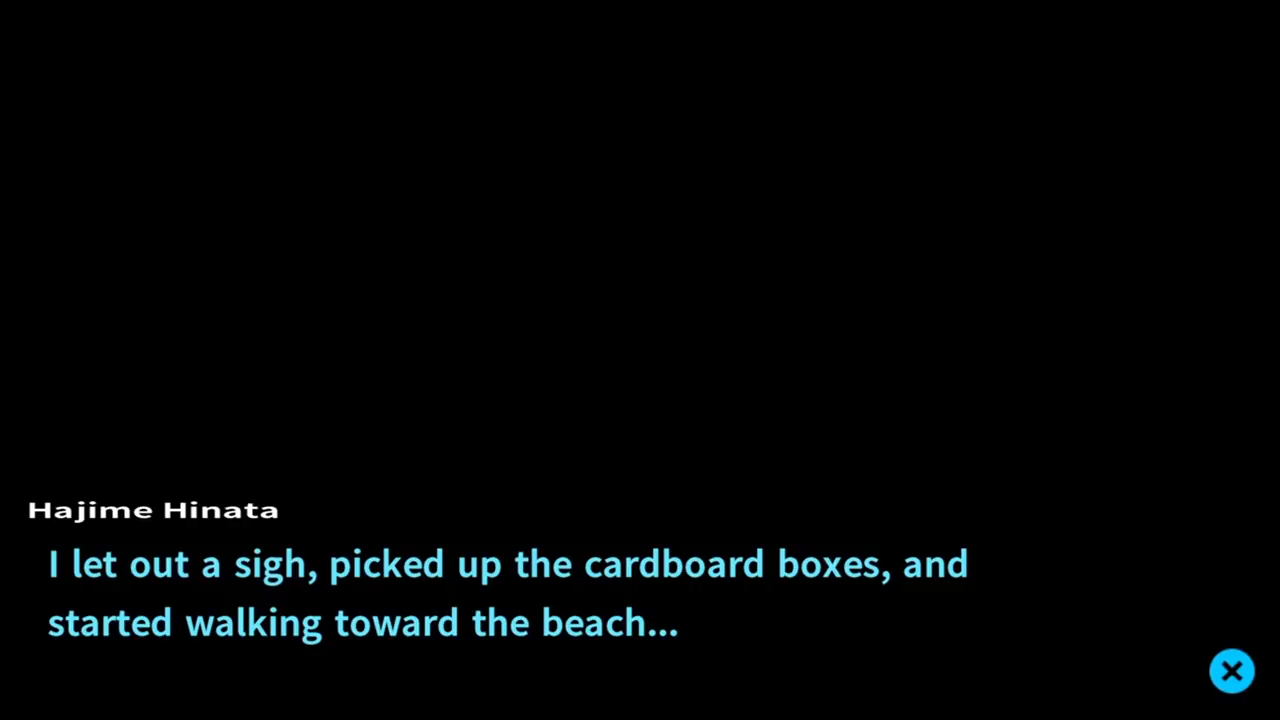 Hajime Hinata
I let out a sigh, picked up the cardboard boxes, and
started walking toward the beach...